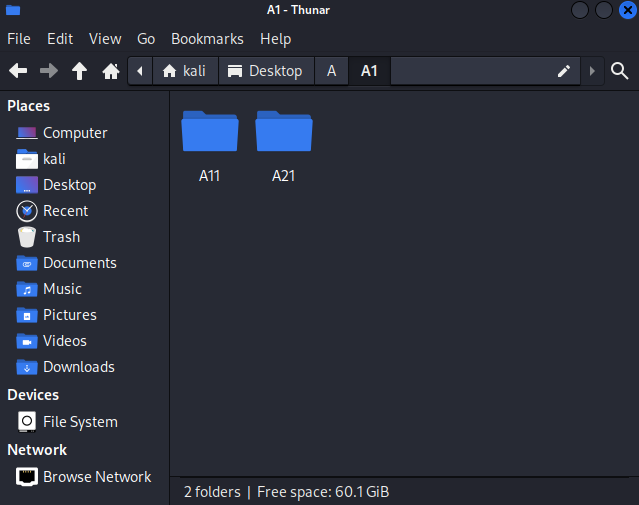 A1 - Thunar
File Edit View Go Bookmarks Help
kali Desktop A A1
Places
Computer
kali
Desktop
Recent
Trash
Documents
Music
Pictures
Videos
Downloads
Devices
File System
Network
Browse Network
A11 A21
2 folders | Free space: 60.1 GiB